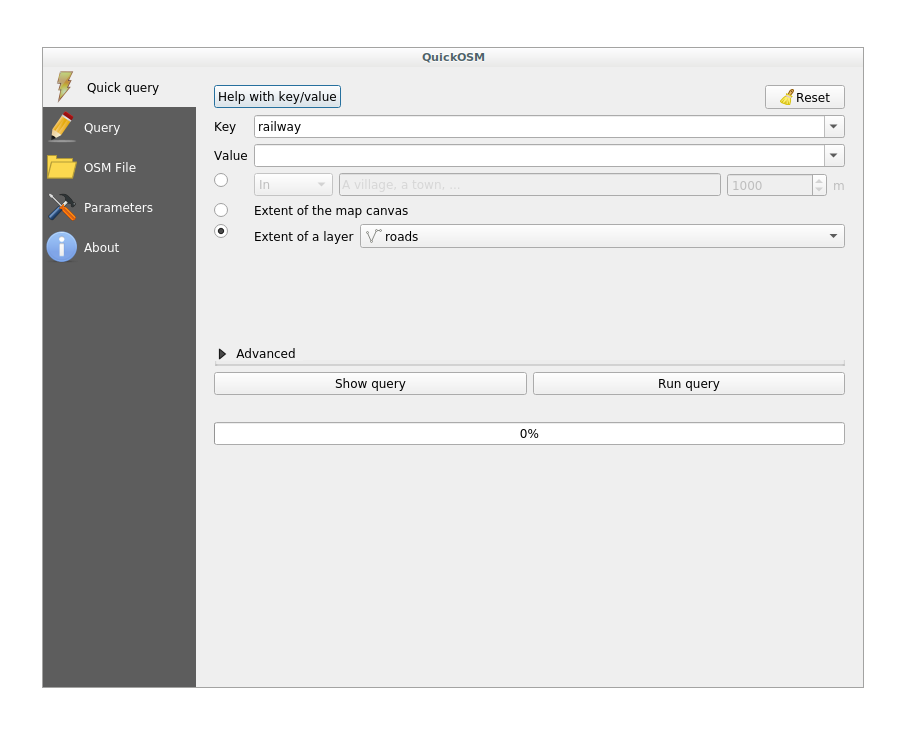 QuickOSM
Quick query
Query
OSM File
Parameters
About
Help with key/value
Reset
Key railway
Value
In A village, a town, ... 1000 m
Extent of the map canvas
Extent of a layer roads
Advanced
Show query Run query
0%